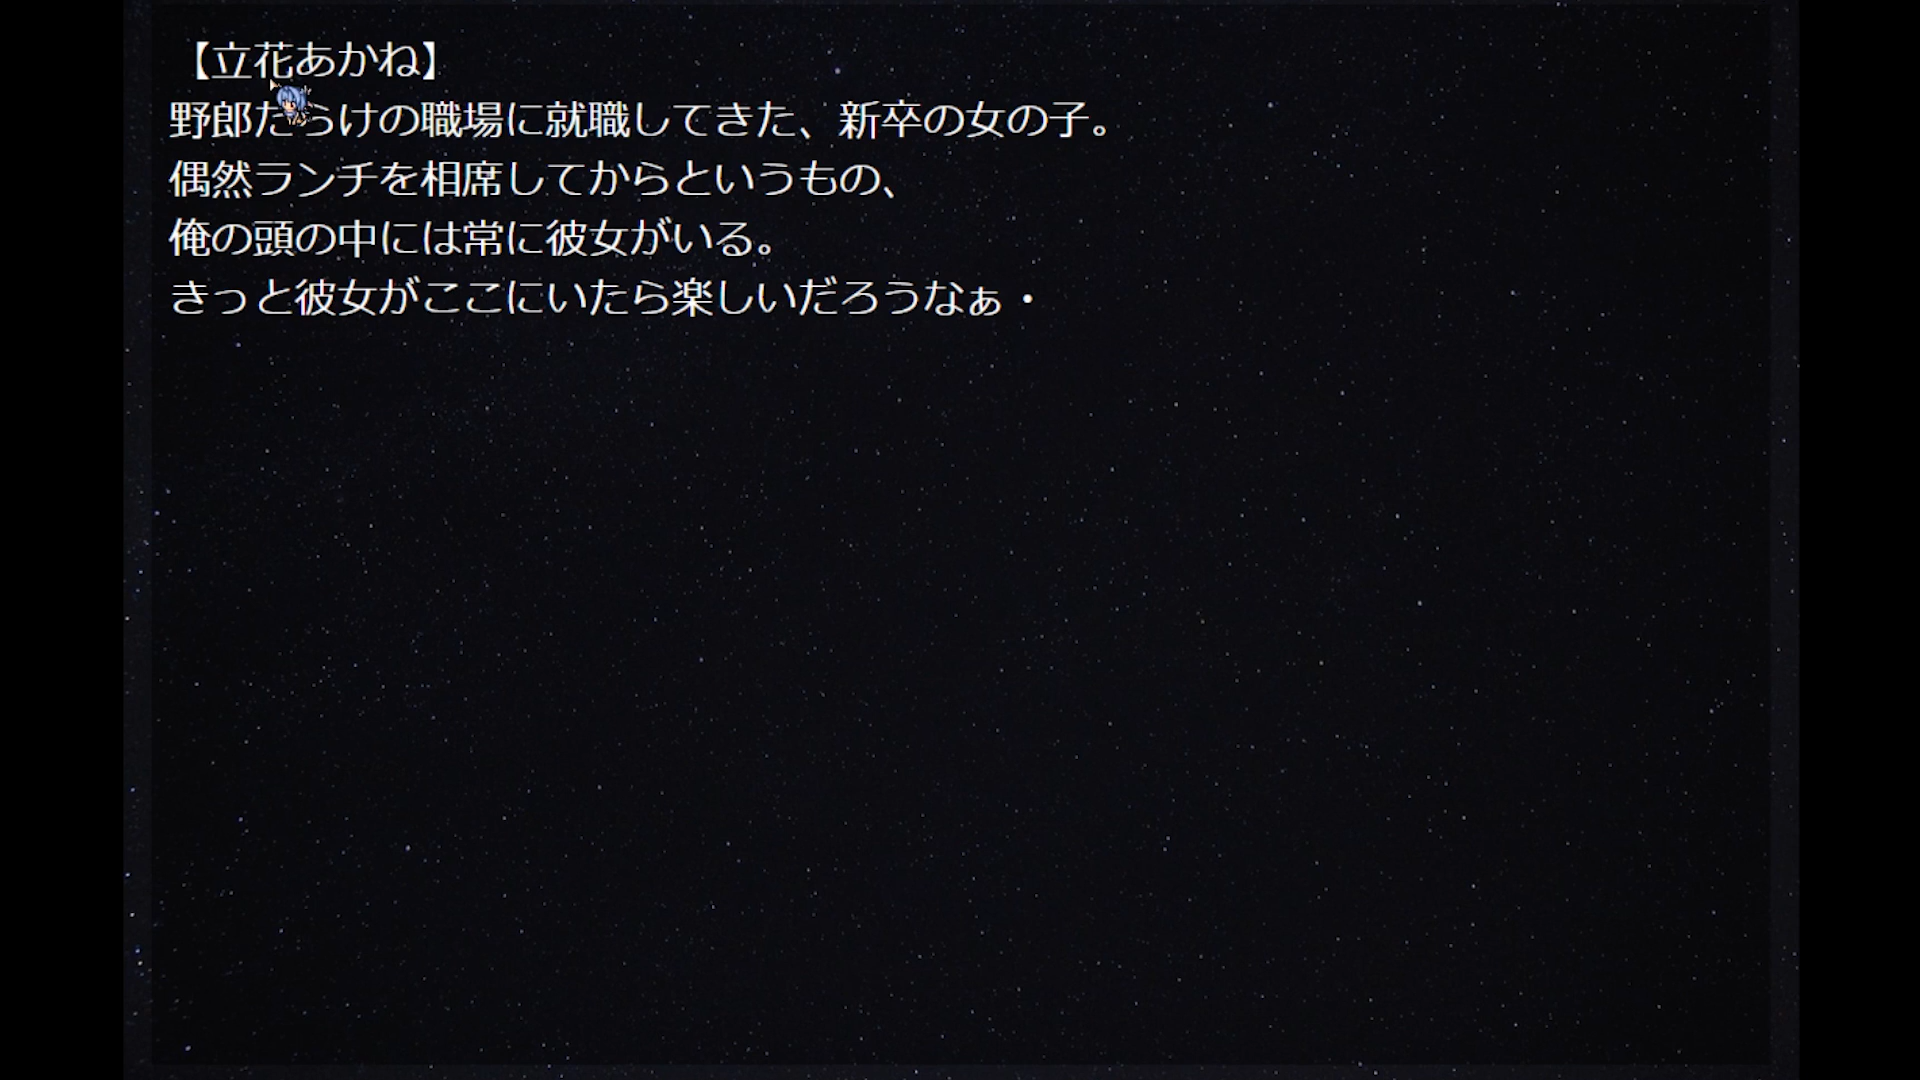 【立花あかね】
野郎だらけの職場に就職してきた、新卒の女の子。
偶然ランチを相席してからというもの、
俺の頭の中には常に彼女がいる。
きっと彼女がここにいたら楽しいだろうなぁ・